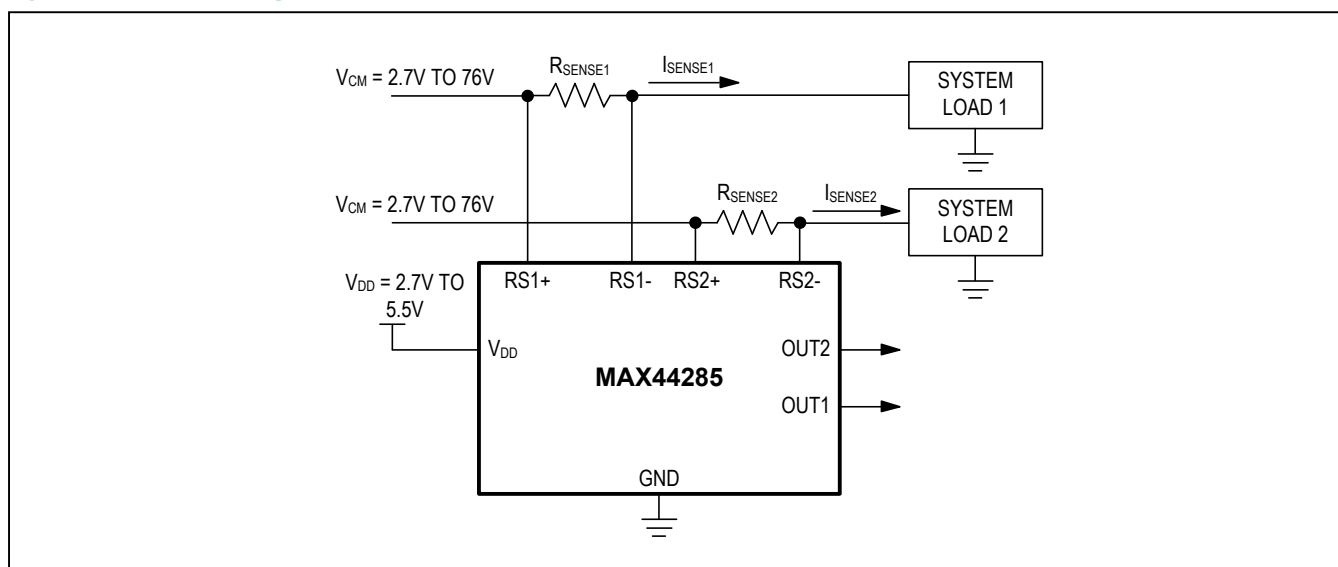 V_CM = 2.7V TO 76V
R_SENSE1
I_SENSE1
SYSTEM
LOAD 1
V_CM = 2.7V TO 76V
R_SENSE2
I_SENSE2
SYSTEM
LOAD 2
V_DD = 2.7V TO
5.5V
RS1+
RS1-
RS2+
RS2-
V_DD
MAX44285
OUT2
OUT1
GND